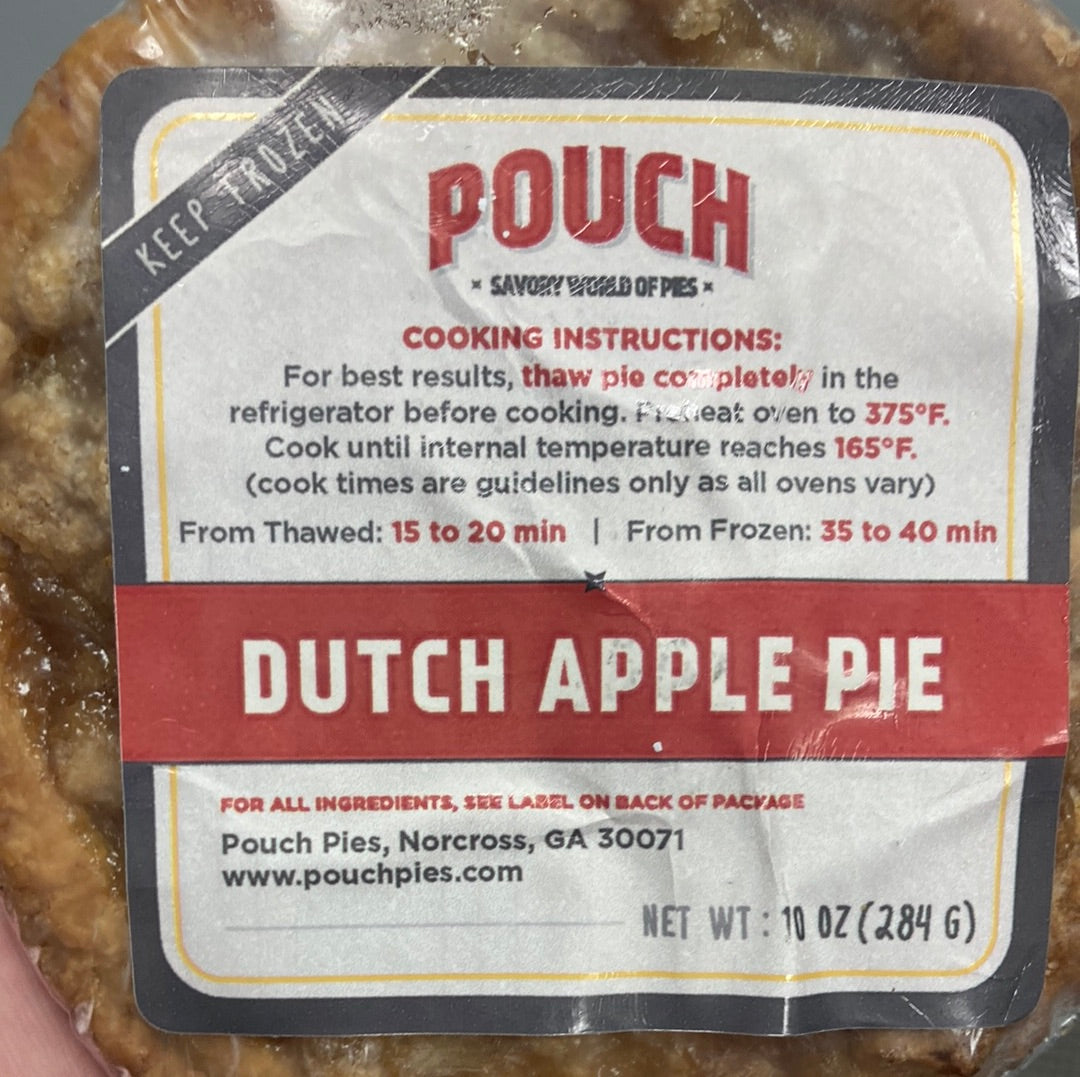 KEEP FROZEN
POUCH
× SAVORY WORLD OF PIES ×
COOKING INSTRUCTIONS:
For best results, thaw pie completely in the
refrigerator before cooking. Preheat oven to 375°F.
Cook until internal temperature reaches 165°F.
(cook times are guidelines only as all ovens vary)
From Thawed: 15 to 20 min | From Frozen: 35 to 40 min
DUTCH APPLE PIE
FOR ALL INGREDIENTS, SEE LABEL ON BACK OF PACKAGE
Pouch Pies, Norcross, GA 30071
www.pouchpies.com
NET WT: 10 OZ (284 G)